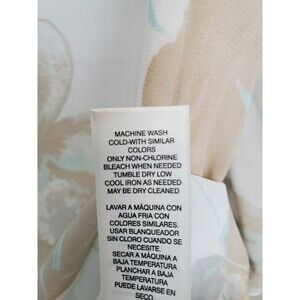 MACHINE WASH
COLD-WITH SIMILAR
COLORS
ONLY NON-CHLORINE
BLEACH WHEN NEEDED
TUMBLE DRY LOW
COOL IRON AS NEEDED
MAY BE DRY CLEANED
LAVAR A MÁQUINA CON
AGUA FRIA CON
COLORES SIMILARES.
USAR BLANQUEADOR
SIN CLORO CUANDO SE
NECESITE.
SECAR A MÁQUINA A
BAJA TEMPERATURA
PLANCHAR A BAJA
TEMPERATURA
PUEDE LAVARSE EN
SECO